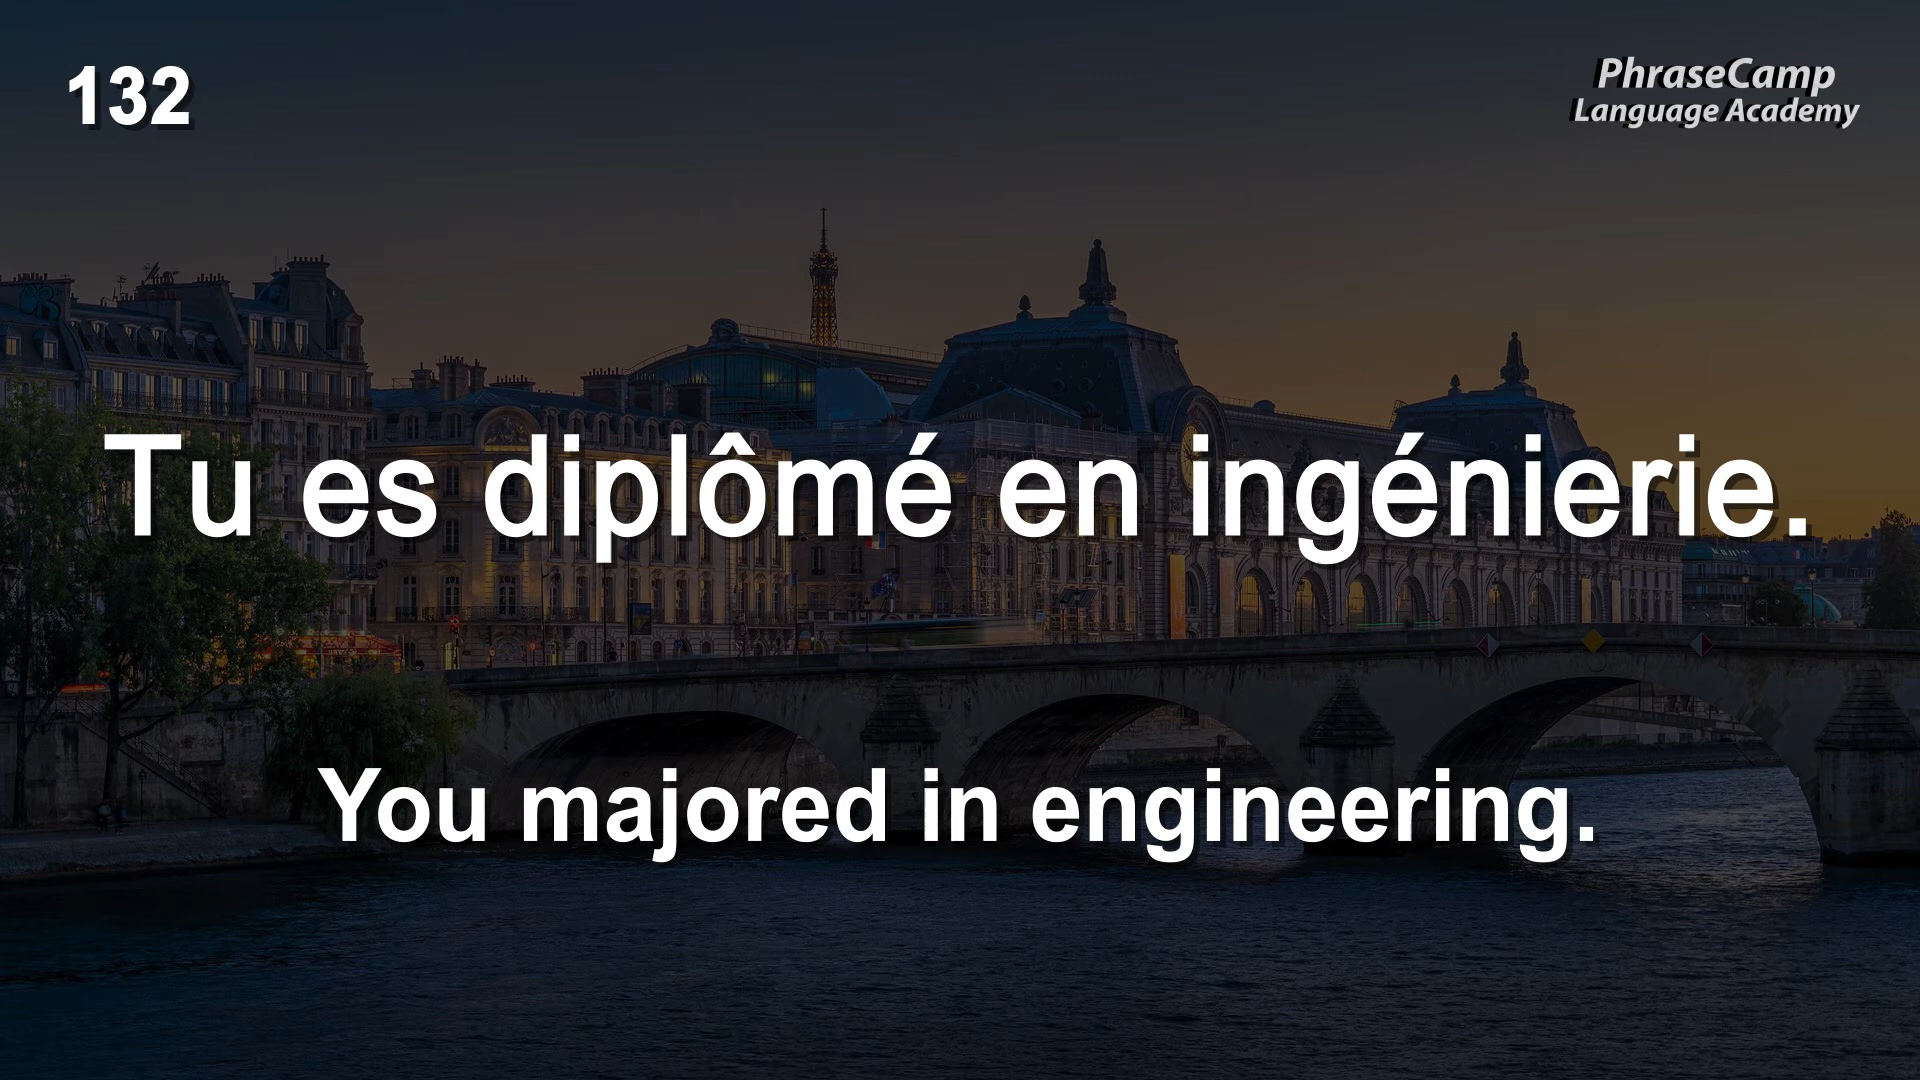 132
PhraseCamp
Language Academy
Tu es diplômé en ingénierie.
You majored in engineering.